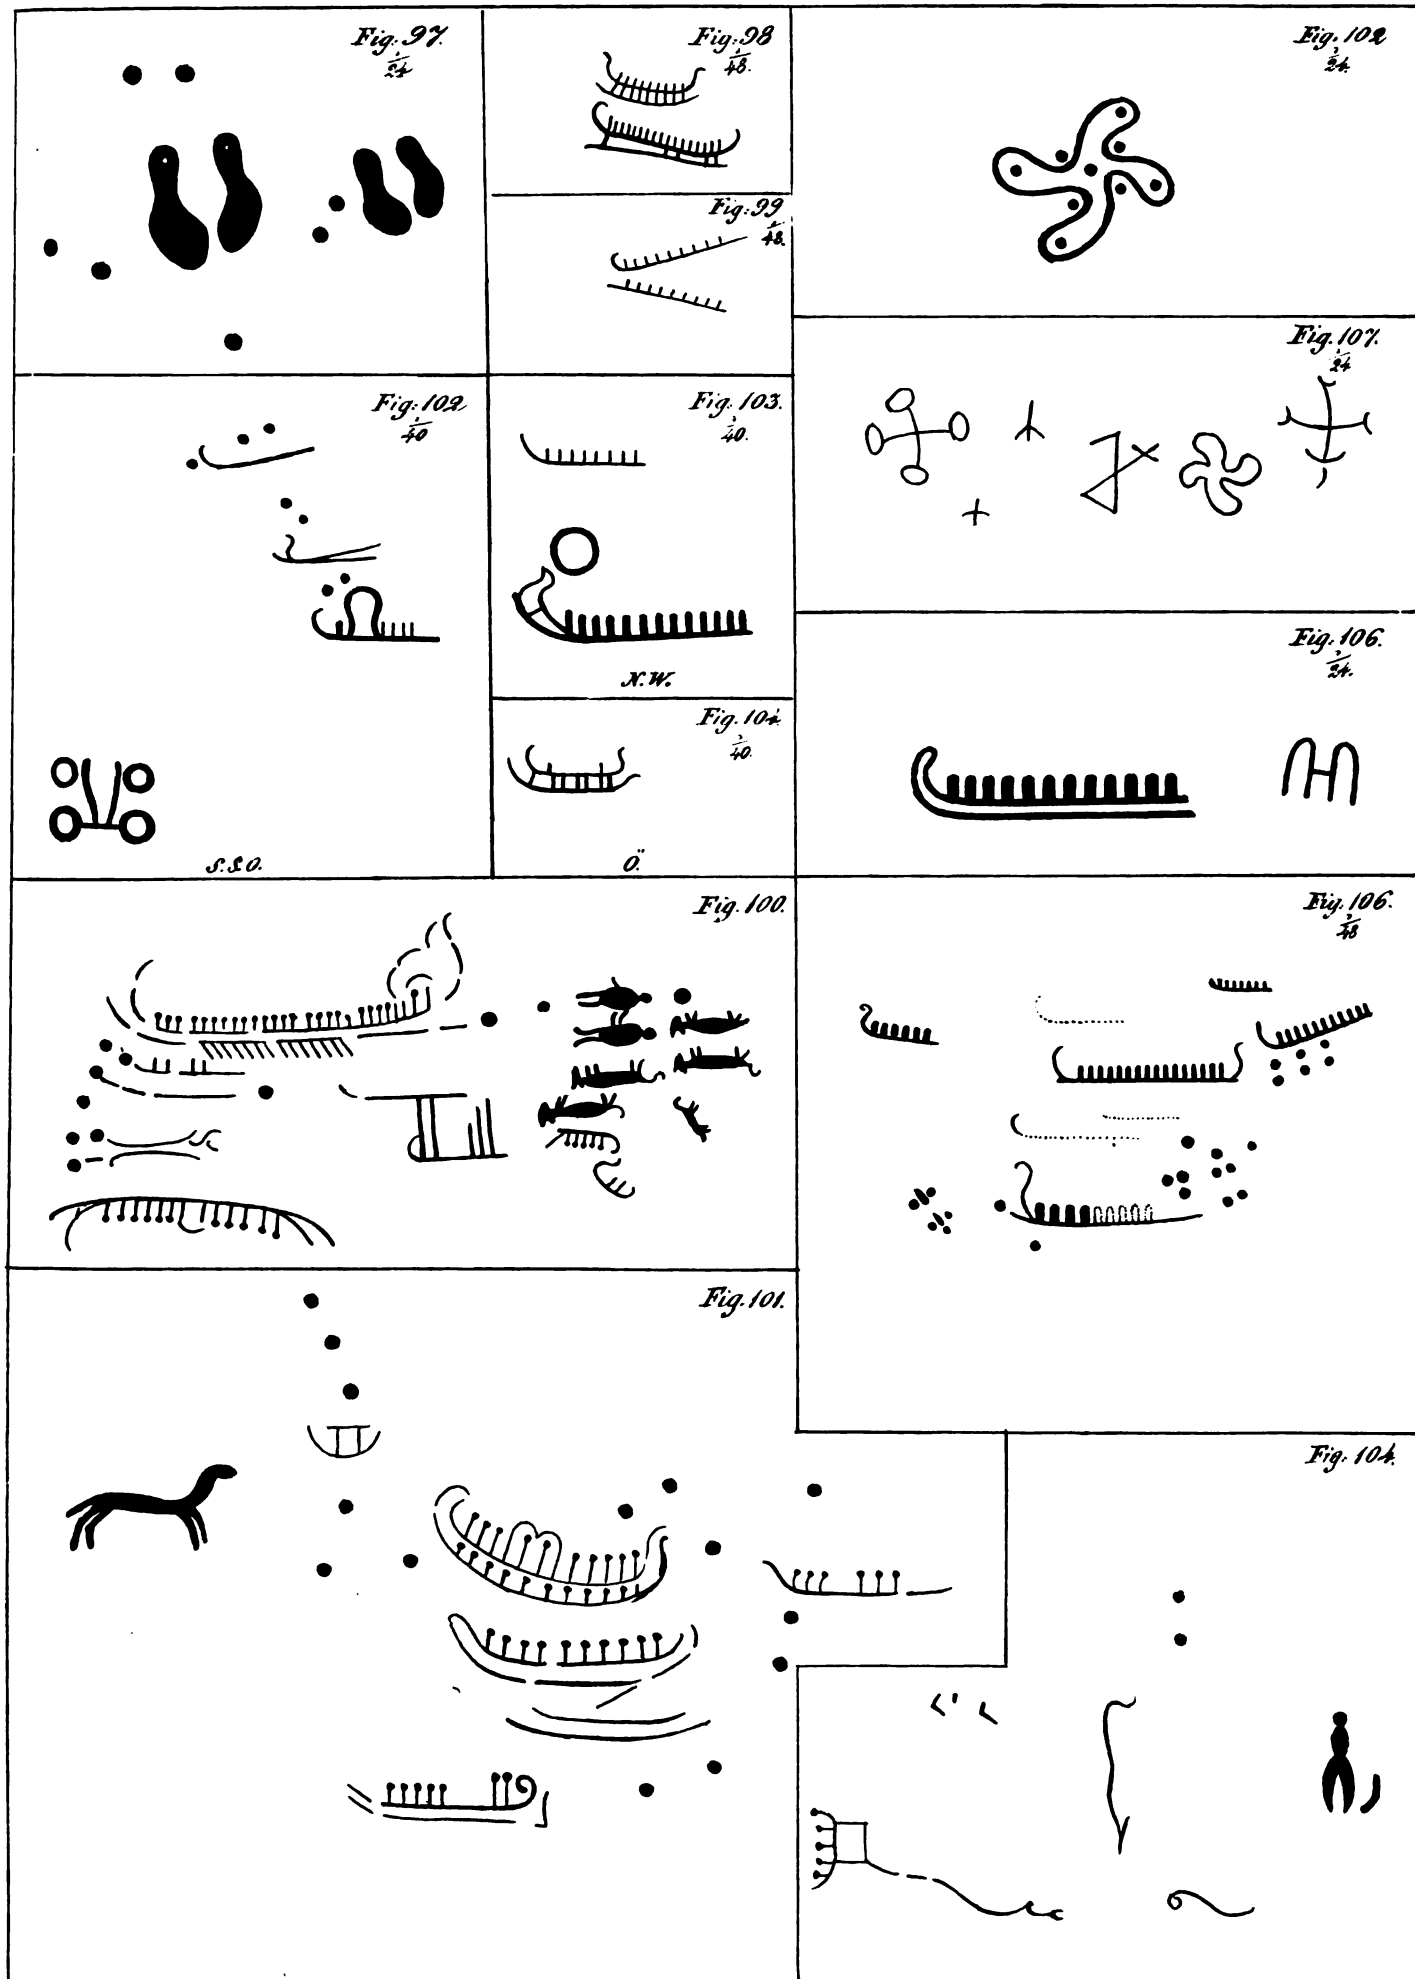 Fig: 97.
1/24
Fig: 98
1/48.
Fig. 102
1/24.
Fig: 99
1/48.
Fig. 107.
1/24
Fig: 102,
1/40
Fig: 103.
1/40.
N.W.
Fig. 106.
1/24.
Fig. 104
1/40.
S.S.O.
Ö.
Fig. 100.
Fig. 106.
1/48
Fig. 101.
Fig. 104.